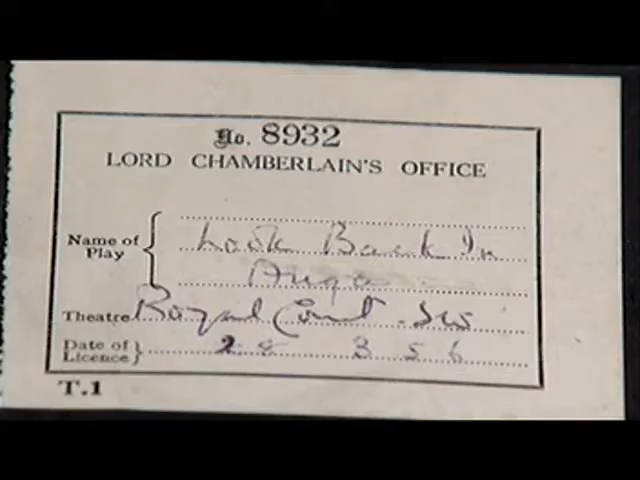 No. 8932
LORD CHAMBERLAIN'S OFFICE
Name of Play
Look Back In
Anger
Theatre Royal Court. SW
Date of Licence 28 3 56
T.1